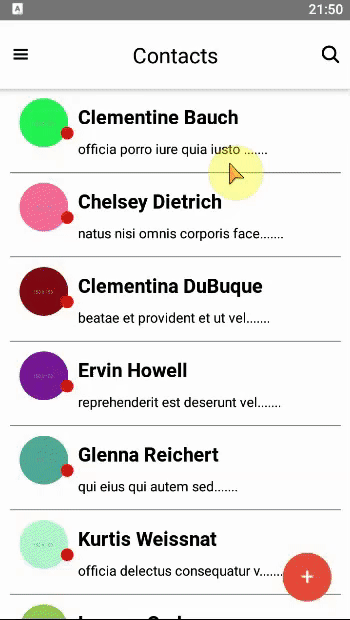 A
21:50
Contacts
Clementine Bauch
officia porro iure quia iusto .......
Chelsey Dietrich
natus nisi omnis corporis face.......
Clementina DuBuque
beatae et provident et ut vel.......
Ervin Howell
reprehenderit est deserunt vel.......
Glenna Reichert
qui eius qui autem sed.......
Kurtis Weissnat
officia delectus consequatur v.......
+